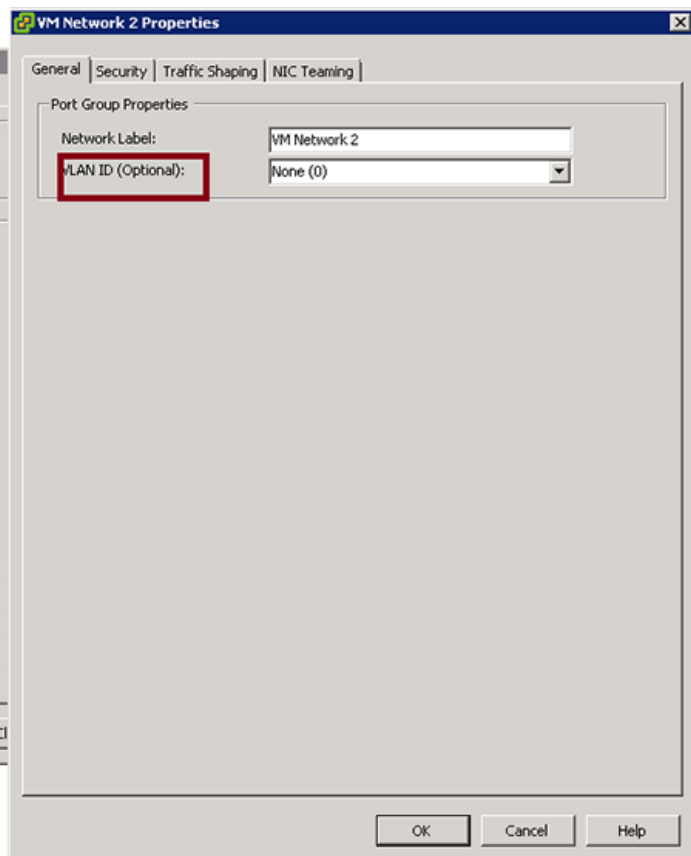 VM Network 2 Properties
General Security Traffic Shaping NIC Teaming
Port Group Properties
Network Label: VM Network 2
VLAN ID (Optional): None (0)
OK Cancel Help